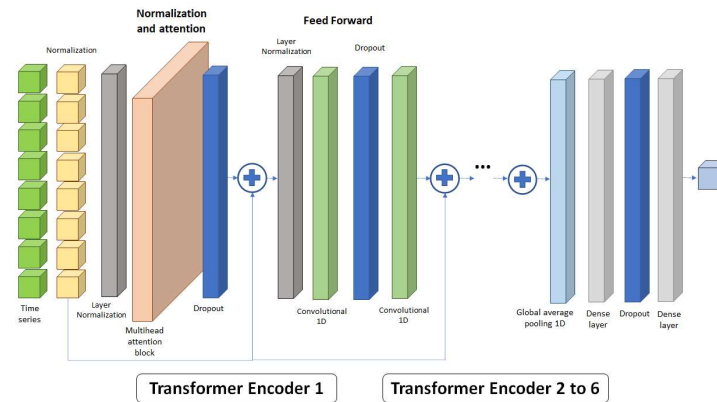 Normalization
and attention
Feed Forward
Normalization
Layer
Normalization
Dropout
Time
series
Layer
Normalization
Multihead
attention
block
Dropout
Convolutional
1D
Convolutional
1D
Global average
pooling 1D
Dense
layer
Dropout
Dense
layer
...
Transformer Encoder 1
Transformer Encoder 2 to 6